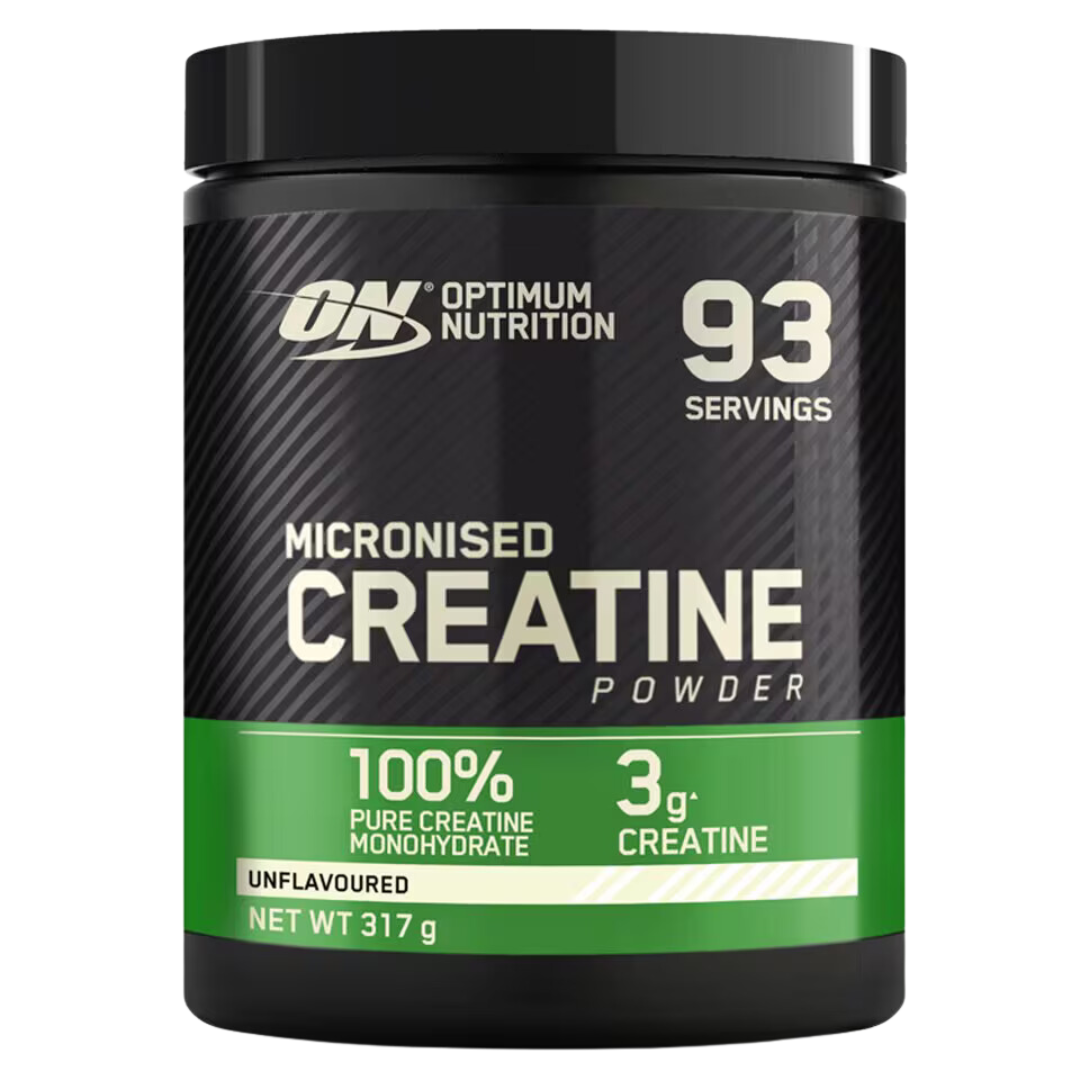 ON® OPTIMUM
NUTRITION
93
SERVINGS
MICRONISED
CREATINE
POWDER
100%
PURE CREATINE
MONOHYDRATE
3g▲
CREATINE
UNFLAVOURED
NET WT 317 g